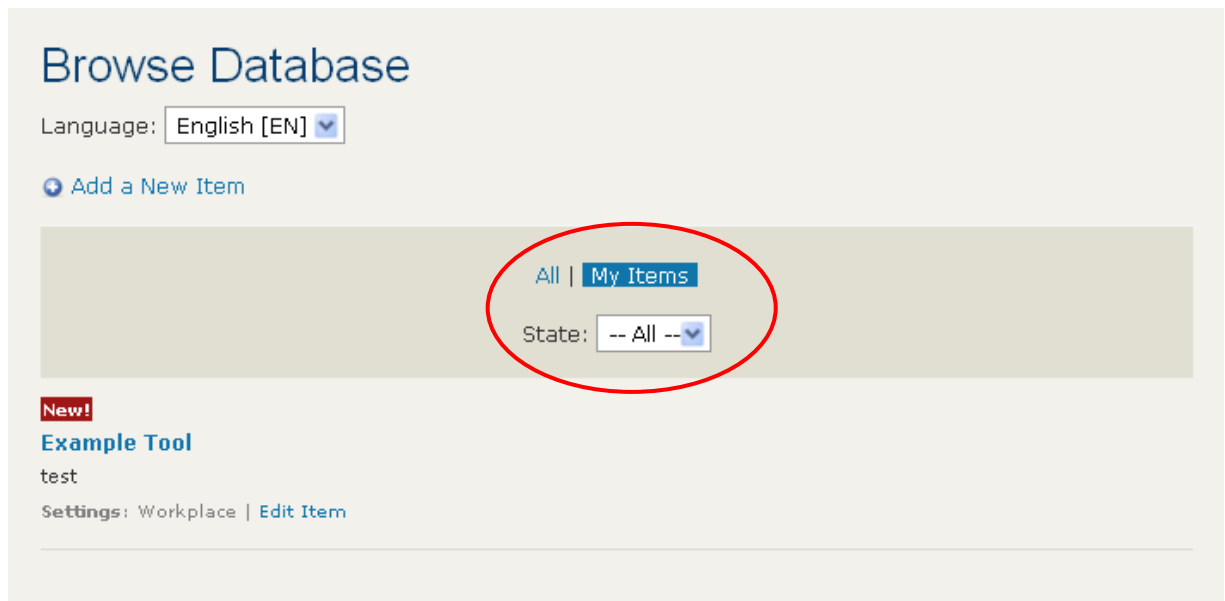 Browse Database
Language: English [EN]
Add a New Item
All | My Items
State: -- All --
New!
Example Tool
test
Settings: Workplace | Edit Item